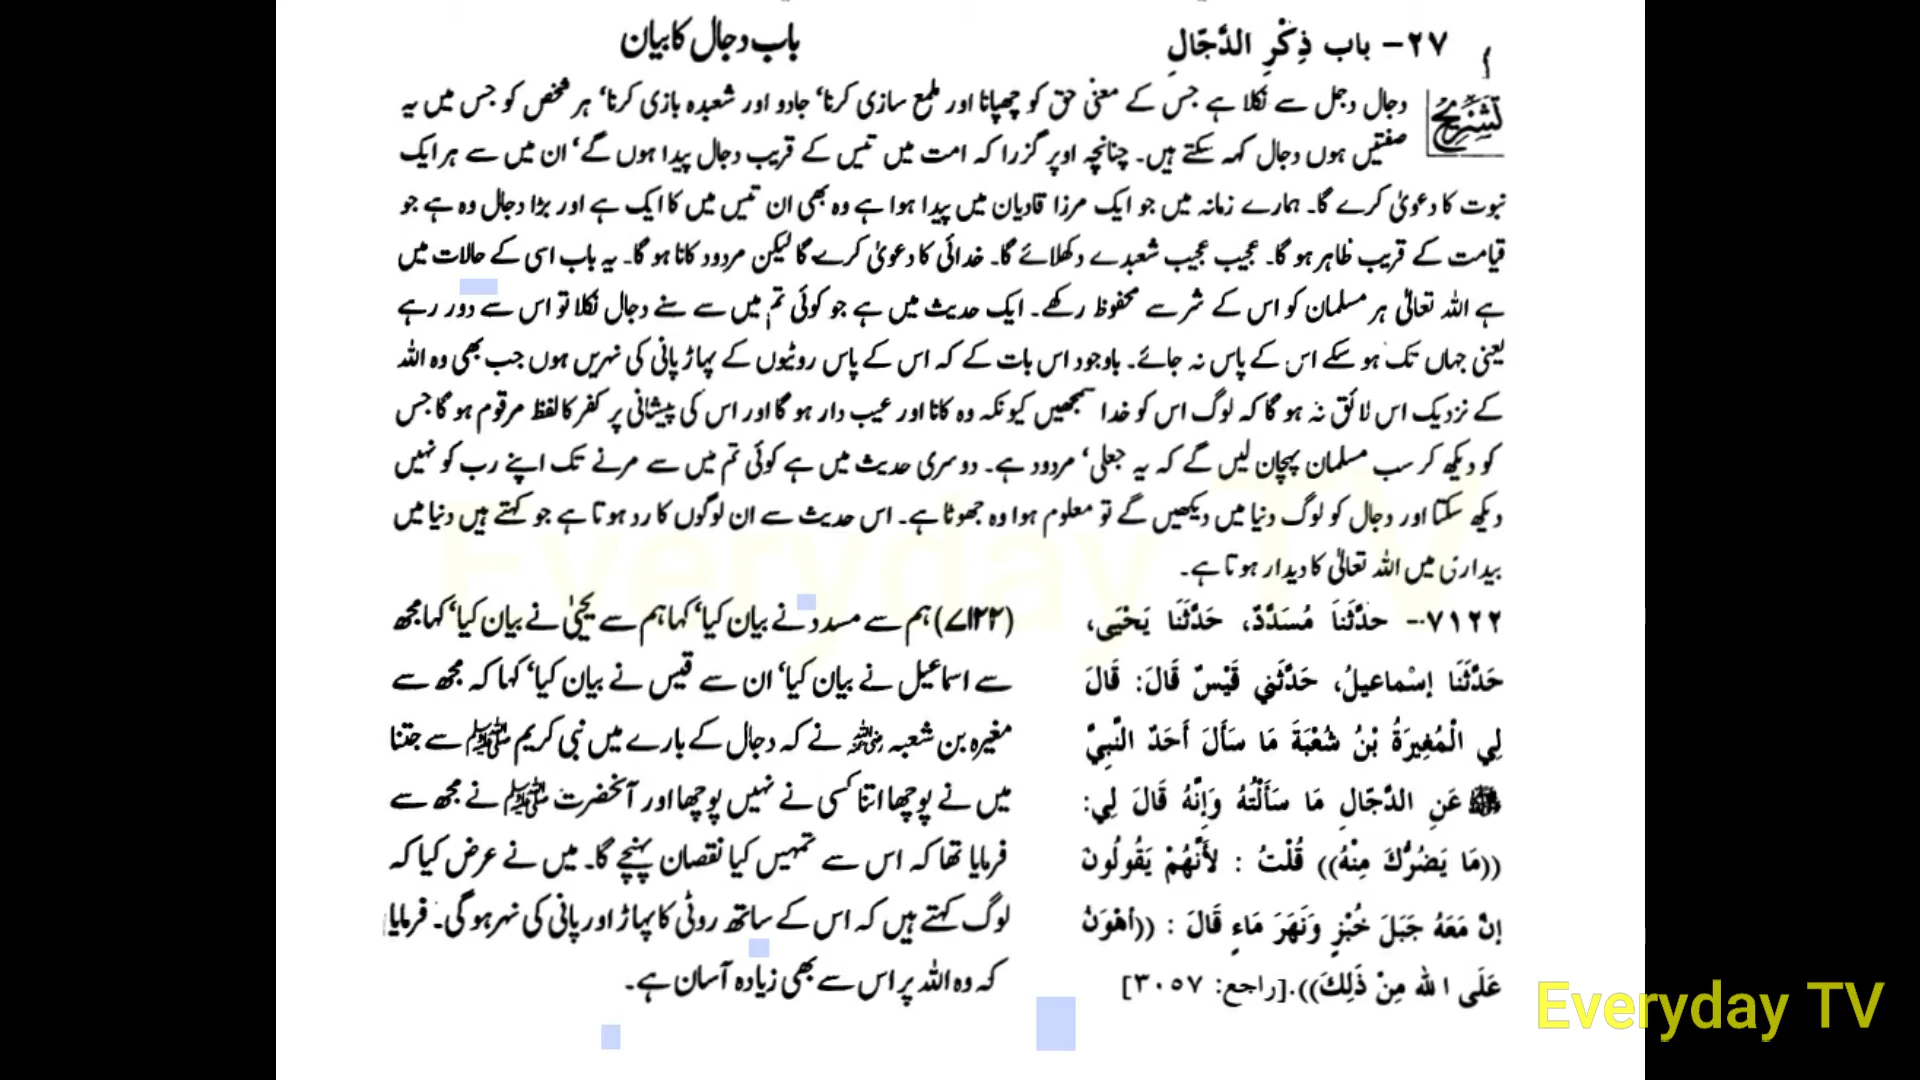 ٢٧- باب ذِكْرِ الدَّجَّالِ
باب دجال کا بیان
تشریح
دجال دجل سے نکلا ہے جس کے معنی حق کو چھپانا اور ملمع سازی کرنا‘ جادو اور شعبدہ بازی کرنا‘ ہر شخص کو جس میں یہ
صفتیں ہوں دجال کہہ سکتے ہیں۔ چنانچہ اوپر گزرا کہ امت میں تیس کے قریب دجال پیدا ہوں گے‘ ان میں سے ہر ایک
نبوت کا دعویٰ کرے گا۔ ہمارے زمانہ میں جو ایک مرزا قادیان میں پیدا ہوا ہے وہ بھی ان تیس میں کا ایک ہے اور بڑا دجال وہ ہے جو
قیامت کے قریب ظاہر ہو گا۔ عجیب عجیب شعبدے دکھلائے گا۔ خدائی کا دعویٰ کرے گا لیکن مردود کانا ہو گا۔ یہ باب اسی کے حالات میں
ہے اللہ تعالیٰ ہر مسلمان کو اس کے شر سے محفوظ رکھے۔ ایک حدیث میں ہے جو کوئی تم میں سے سنے دجال نکلا تو اس سے دور رہے
یعنی جہاں تک ہو سکے اس کے پاس نہ جائے۔ باوجود اس بات کے کہ اس کے پاس روٹیوں کے پہاڑ پانی کی نہریں ہوں جب بھی وہ اللہ
کے نزدیک اس لائق نہ ہو گا کہ لوگ اس کو خدا سمجھیں کیونکہ وہ کانا اور عیب دار ہو گا اور اس کی پیشانی پر کفر کا لفظ مرقوم ہو گا جس
کو دیکھ کر سب مسلمان پہچان لیں گے کہ یہ جعلی‘ مردود ہے۔ دوسری حدیث میں ہے کوئی تم میں سے مرنے تک اپنے رب کو نہیں
دیکھ سکتا اور دجال کو لوگ دنیا میں دیکھیں گے تو معلوم ہوا وہ جھوٹا ہے۔ اس حدیث سے ان لوگوں کا رد ہوتا ہے جو کہتے ہیں دنیا میں
بیداری میں اللہ تعالیٰ کا دیدار ہوتا ہے۔
٧١٢٢- حَدَّثَنَا مُسَدَّدٌ، حَدَّثَنَا يَحْيَى،
حَدَّثَنَا إِسْماعيلُ، حَدَّثَنِي قَيْسٌ قَالَ: قَالَ
لِي الْمُغِيرَةُ بْنُ شُعْبَةَ مَا سَأَلَ أَحَدٌ النَّبِيَّ
ﷺ عَنِ الدَّجَّالِ مَا سَأَلْتُهُ وَإِنَّهُ قَالَ لِي:
((مَا يَضُرُّكَ مِنْهُ)) قُلْتُ : لأَنَّهُمْ يَقُولُونَ
إِنَّ مَعَهُ جَبَلَ خُبْزٍ وَنَهَرَ مَاءٍ قَالَ : ((أَهْوَنُ
عَلَى الله مِنْ ذَلِكَ)).[راجع: ٣٠٥٧]
(۷۱۲۲) ہم سے مسدد نے بیان کیا‘ کہا ہم سے یحییٰ نے بیان کیا‘ کہا مجھ
سے اسماعیل نے بیان کیا‘ ان سے قیس نے بیان کیا‘ کہا کہ مجھ سے
مغیرہ بن شعبہ رضی اللہ عنہ نے کہ دجال کے بارے میں نبی کریم ﷺ سے جتنا
میں نے پوچھا اتنا کسی نے نہیں پوچھا اور آنحضرت ﷺ نے مجھ سے
فرمایا تھا کہ اس سے تمہیں کیا نقصان پہنچے گا۔ میں نے عرض کیا کہ
لوگ کہتے ہیں کہ اس کے ساتھ روٹی کا پہاڑ اور پانی کی نہر ہو گی۔ فرمایا
کہ وہ اللہ پر اس سے بھی زیادہ آسان ہے۔
Everyday TV
Everyday TV